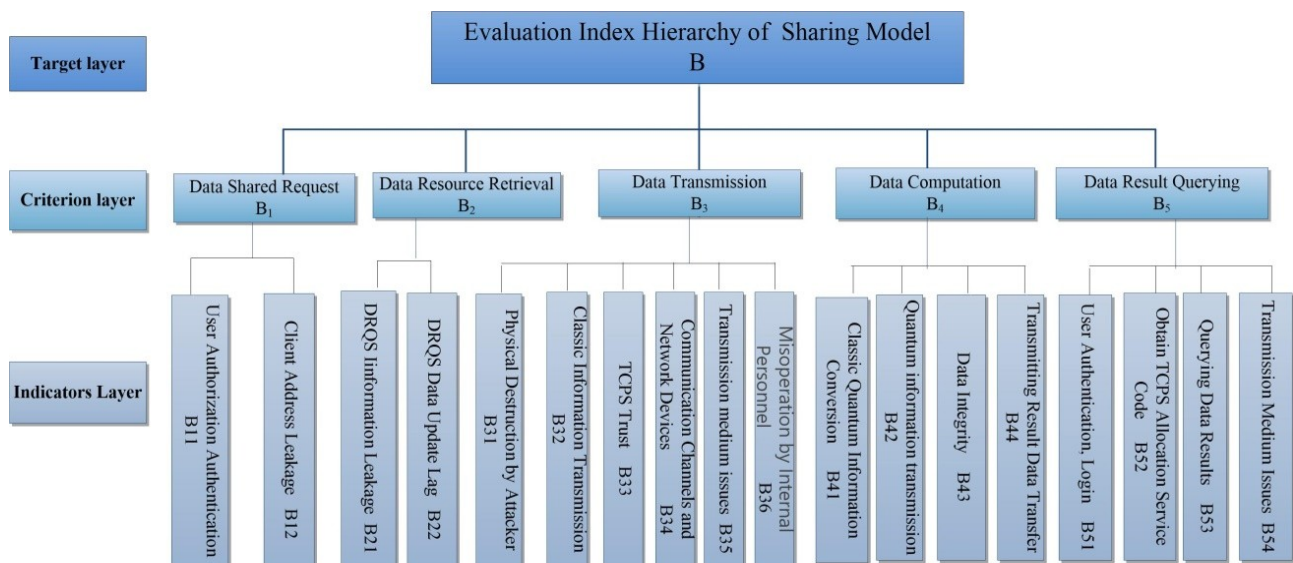 Evaluation Index Hierarchy of Sharing Model
B
Target layer
Criterion layer
Data Shared Request
B₁
Data Resource Retrieval
B₂
Data Transmission
B₃
Data Computation
B₄
Data Result Querying
B₅
Indicators Layer
User Authorization Authentication
B11
Client Address Leakage B12
DRQS Iinformation Leakage B21
DRQS Data Update Lag B22
Physical Destruction by Attacker
B31
Classic Information Transmission
B32
TCPS Trust B33
Communication Channels and
Network Devices B34
Transmission medium issues B35
Misoperation by Internal
Personnel B36
Classic Quantum Information
Conversion B41
Quantum information transmission
B42
Data Integrity B43
Transmitting Result Data Transfer
B44
User Authentication, Login B51
Obtain TCPS Allocation Service
Code B52
Querying Data Results B53
Transmission Medium Issues B54